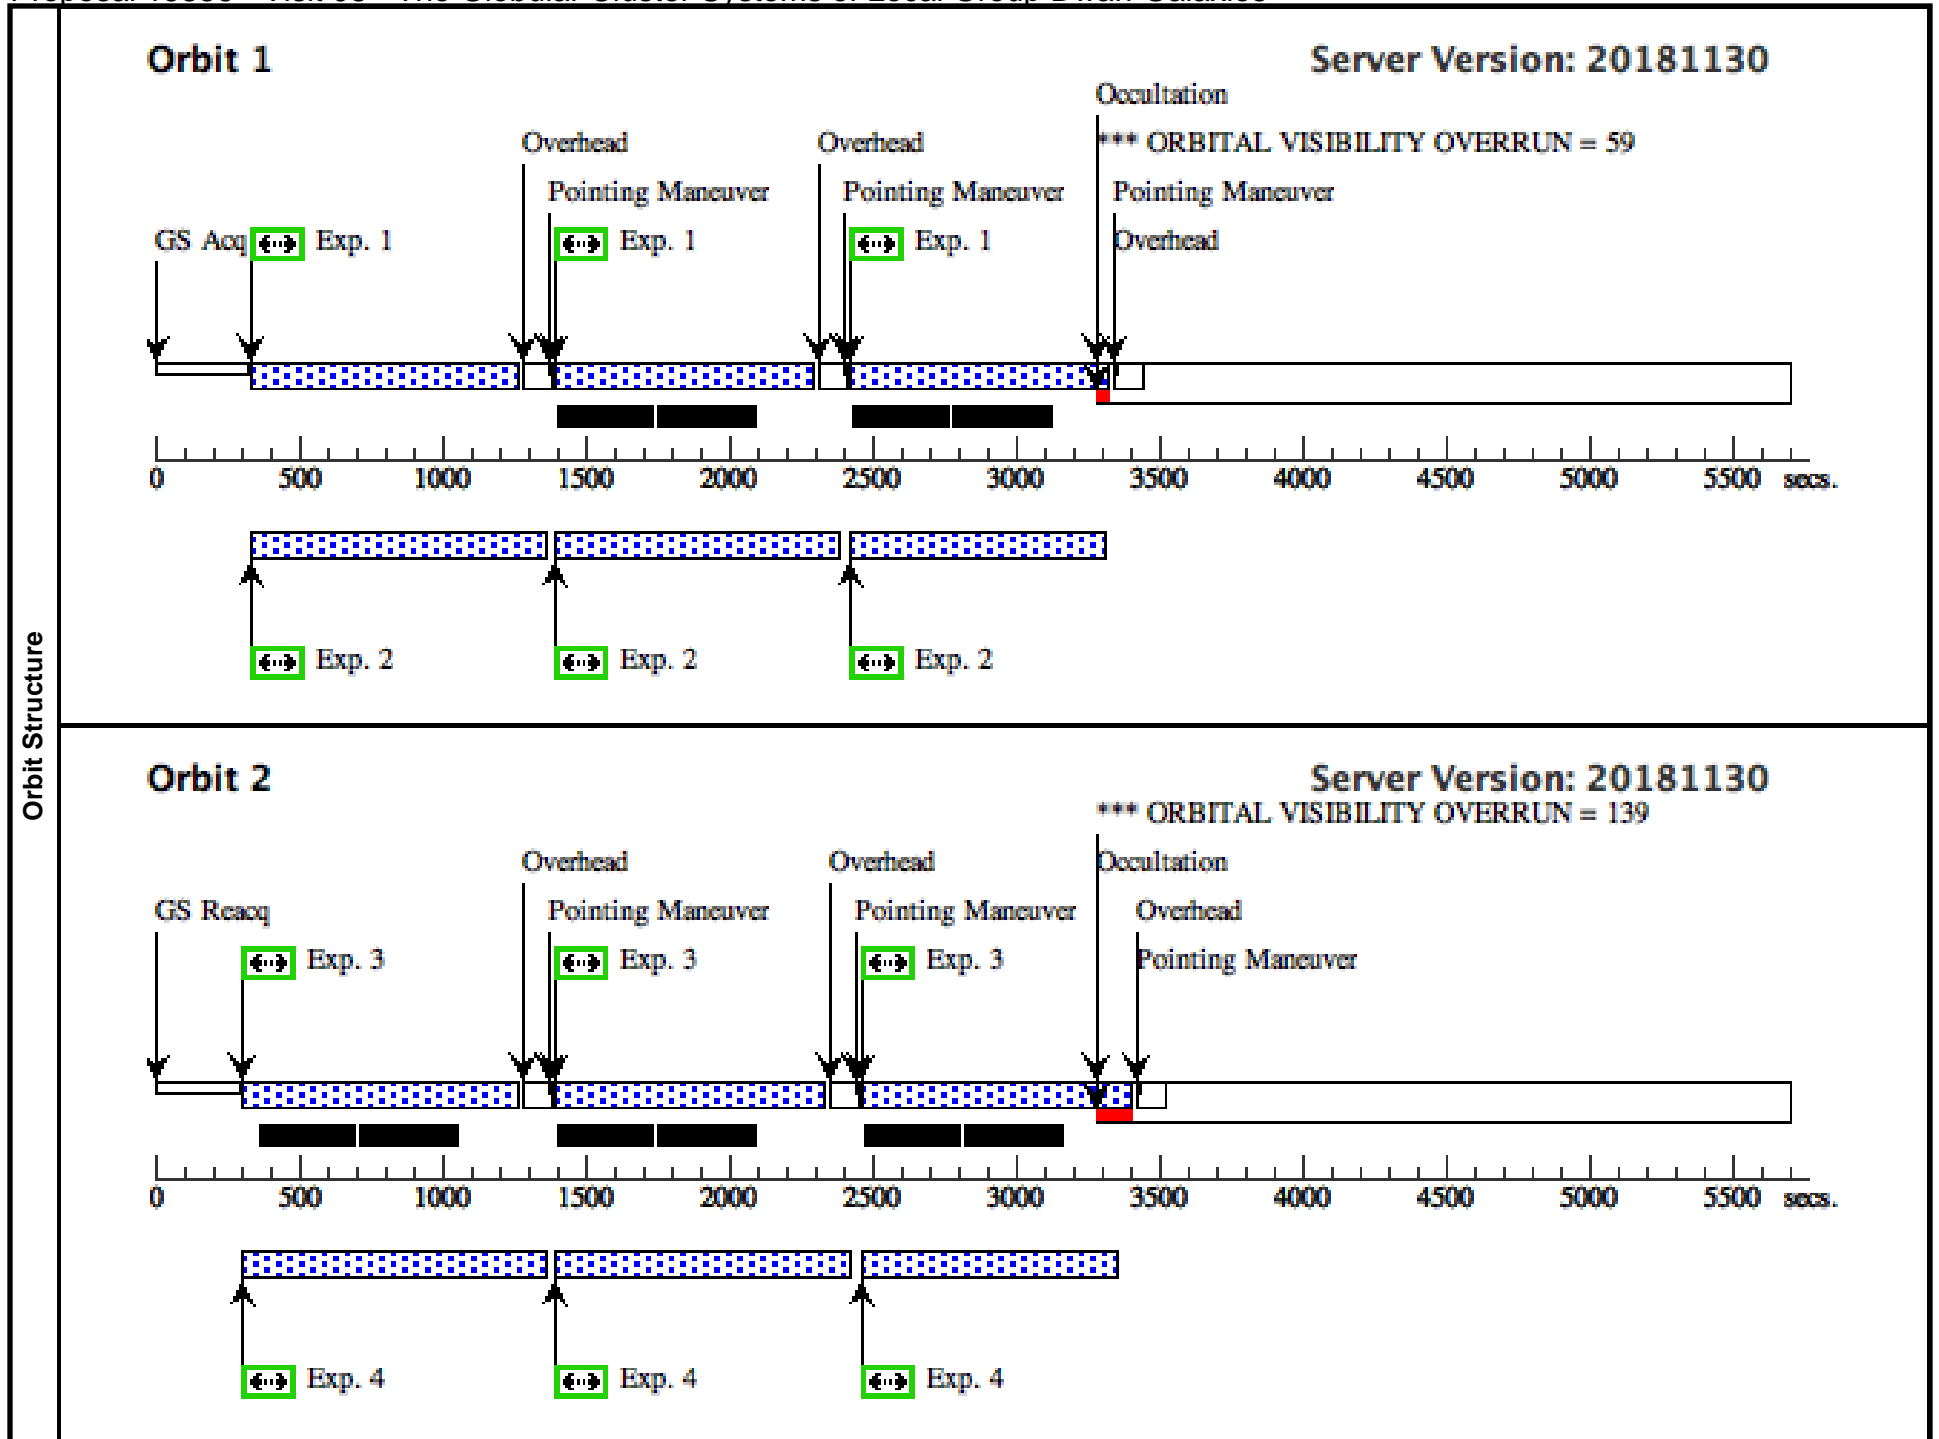 Orbit Structure
Orbit 1
Server Version: 20181130
Occultation
Overhead
Overhead
*** ORBITAL VISIBILITY OVERRUN = 59
Pointing Maneuver
Pointing Maneuver
Pointing Maneuver
GS Acq
Exp. 1
Exp. 1
Exp. 1
Overhead
0 500 1000 1500 2000 2500 3000 3500 4000 4500 5000 5500 secs.
Exp. 2
Exp. 2
Exp. 2
Orbit 2
Server Version: 20181130
*** ORBITAL VISIBILITY OVERRUN = 139
Overhead
Overhead
Occultation
GS Reacq
Pointing Maneuver
Pointing Maneuver
Overhead
Exp. 3
Exp. 3
Exp. 3
Pointing Maneuver
0 500 1000 1500 2000 2500 3000 3500 4000 4500 5000 5500 secs.
Exp. 4
Exp. 4
Exp. 4